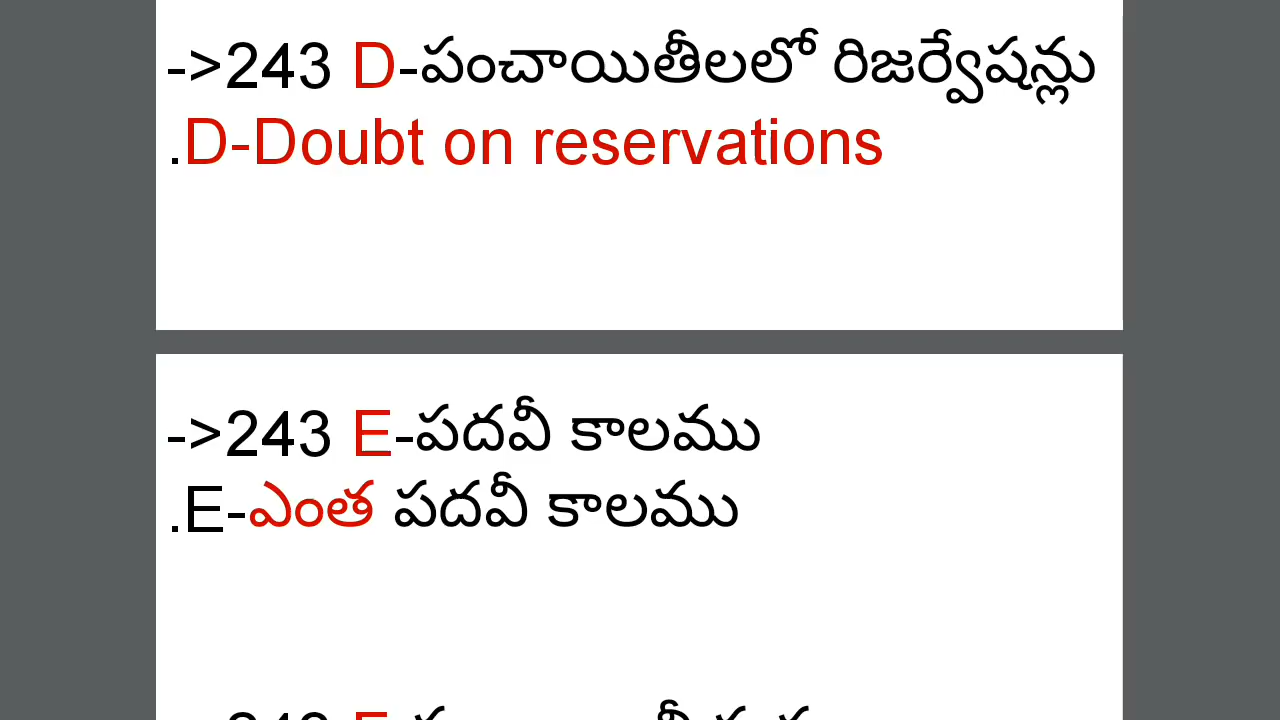 ->243 D-పంచాయితీలలో రిజర్వేషన్లు
.D-Doubt on reservations
->243 E-పదవీ కాలము
.E-ఎంత పదవీ కాలము